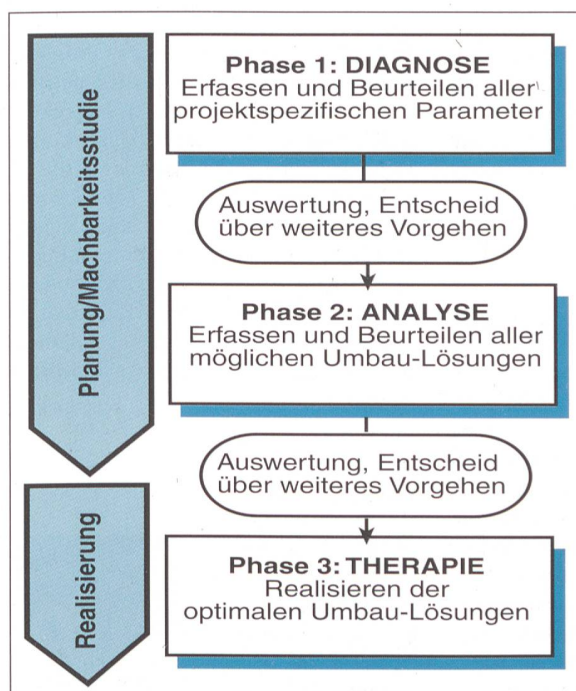 Planung/Machbarkeitsstudie
Phase 1: DIAGNOSE
Erfassen und Beurteilen aller
projektspezifischen Parameter
Auswertung, Entscheid
über weiteres Vorgehen
Phase 2: ANALYSE
Erfassen und Beurteilen aller
möglichen Umbau-Lösungen
Auswertung, Entscheid
über weiteres Vorgehen
Realisierung
Phase 3: THERAPIE
Realisieren der
optimalen Umbau-Lösungen